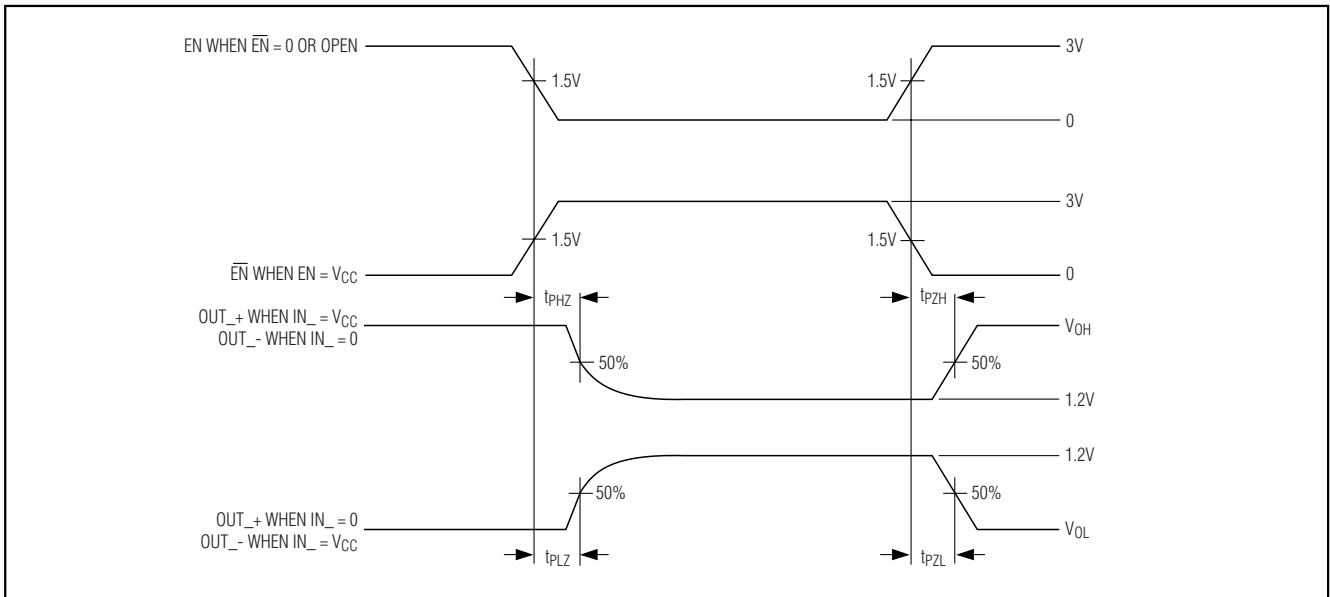 EN WHEN E̅N̅ = 0 OR OPEN
3V
1.5V
1.5V
0
3V
1.5V
1.5V
E̅N̅ WHEN EN = VCC
0
tPHZ
tPZH
OUT_+ WHEN IN_ = VCC
OUT_- WHEN IN_ = 0
VOH
50%
50%
1.2V
1.2V
50%
50%
OUT_+ WHEN IN_ = 0
OUT_- WHEN IN_ = VCC
VOL
tPLZ
tPZL